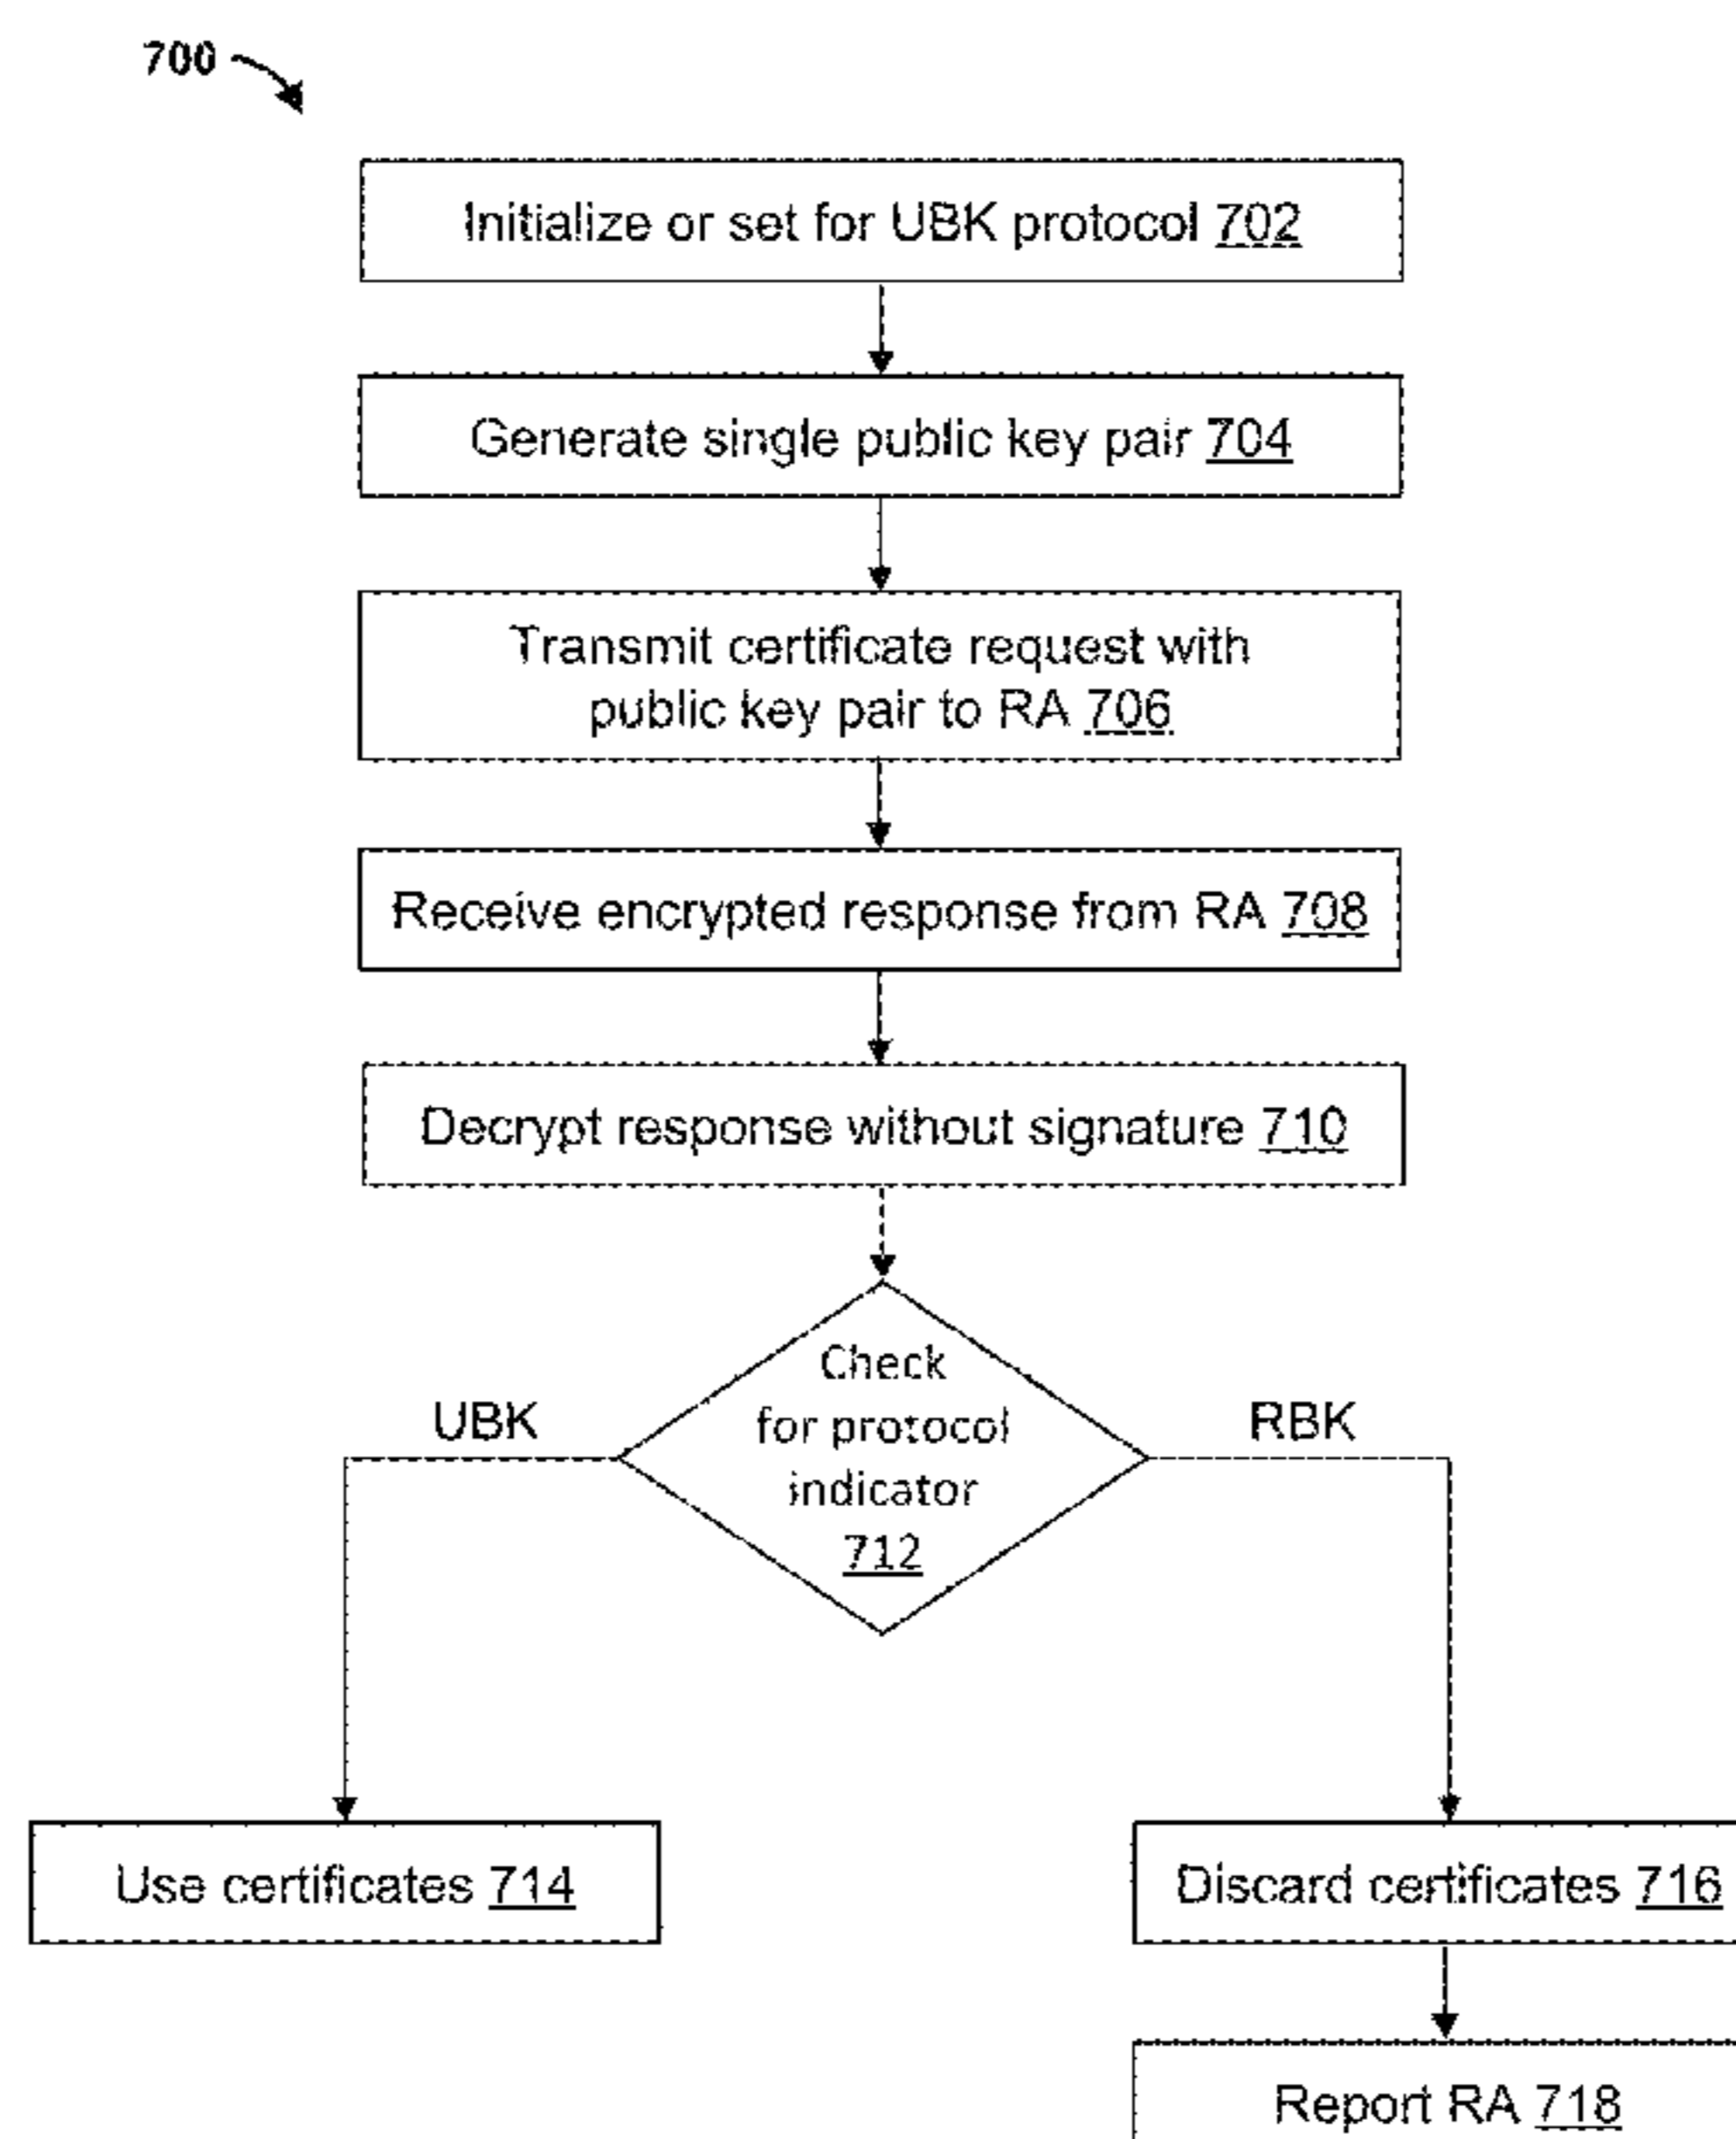 700
Initialize or set for UBK protocol 702
Generate single public key pair 704
Transmit certificate request with
public key pair to RA 706
Receive encrypted response from RA 708
Decrypt response without signature 710
Check
for protocol
indicator
712
UBK
RBK
Use certificates 714
Discard certificates 716
Report RA 718